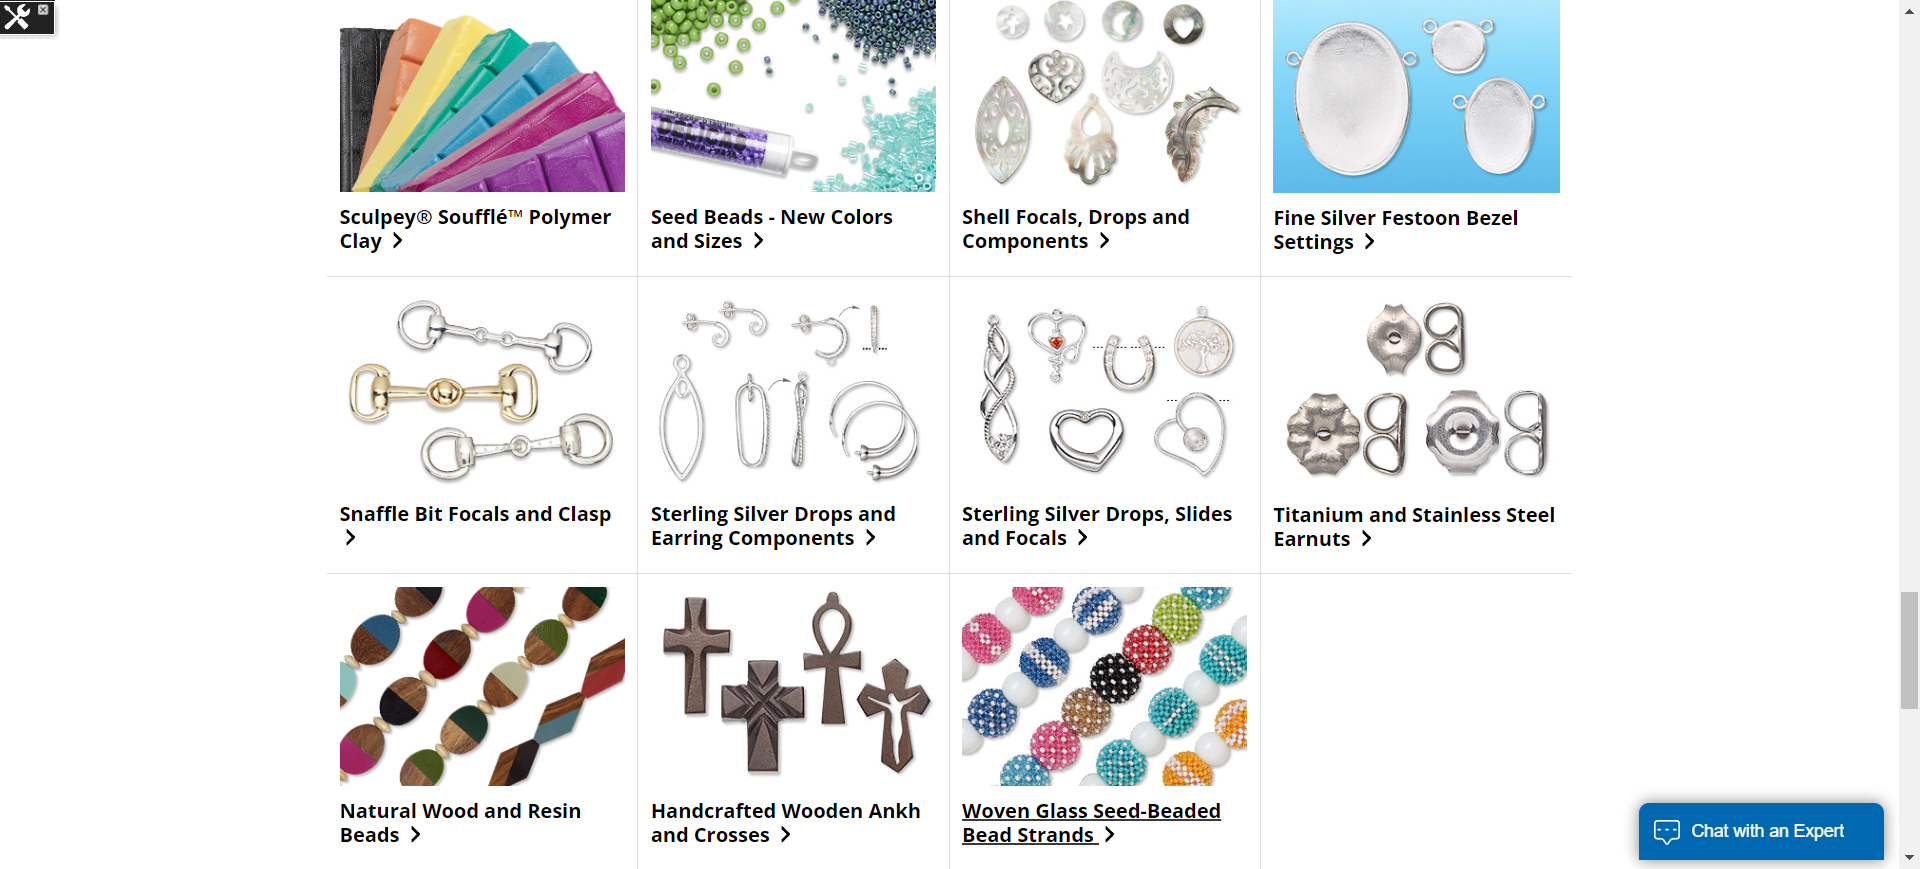 Sculpey® Soufflé™ Polymer
Clay
Seed Beads - New Colors
and Sizes
Shell Focals, Drops and
Components
Fine Silver Festoon Bezel
Settings
Snaffle Bit Focals and Clasp
Sterling Silver Drops and
Earring Components
Sterling Silver Drops, Slides
and Focals
Titanium and Stainless Steel
Earnuts
Natural Wood and Resin
Beads
Handcrafted Wooden Ankh
and Crosses
Woven Glass Seed-Beaded
Bead Strands
Chat with an Expert